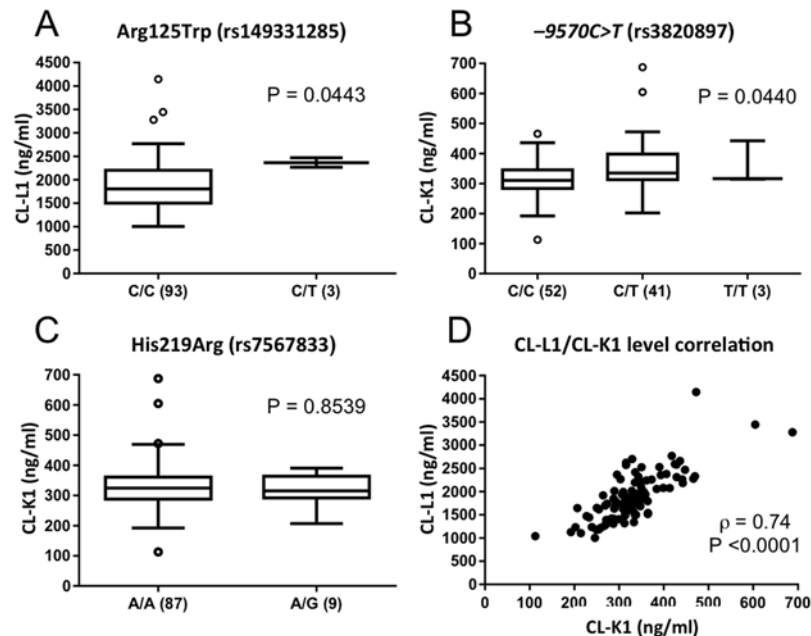 A
Arg125Trp (rs149331285)
CL-L1 (ng/ml)
4500
4000
3500
3000
2500
2000
1500
1000
500
0
P = 0.0443
C/C (93)
C/T (3)
B
–9570C>T (rs3820897)
CL-K1 (ng/ml)
700
600
500
400
300
200
100
0
P = 0.0440
C/C (52)
C/T (41)
T/T (3)
C
His219Arg (rs7567833)
CL-K1 (ng/ml)
700
600
500
400
300
200
100
0
P = 0.8539
A/A (87)
A/G (9)
D
CL-L1/CL-K1 level correlation
CL-L1 (ng/ml)
4500
4000
3500
3000
2500
2000
1500
1000
500
0
ρ = 0.74
P <0.0001
0 100 200 300 400 500 600 700
CL-K1 (ng/ml)